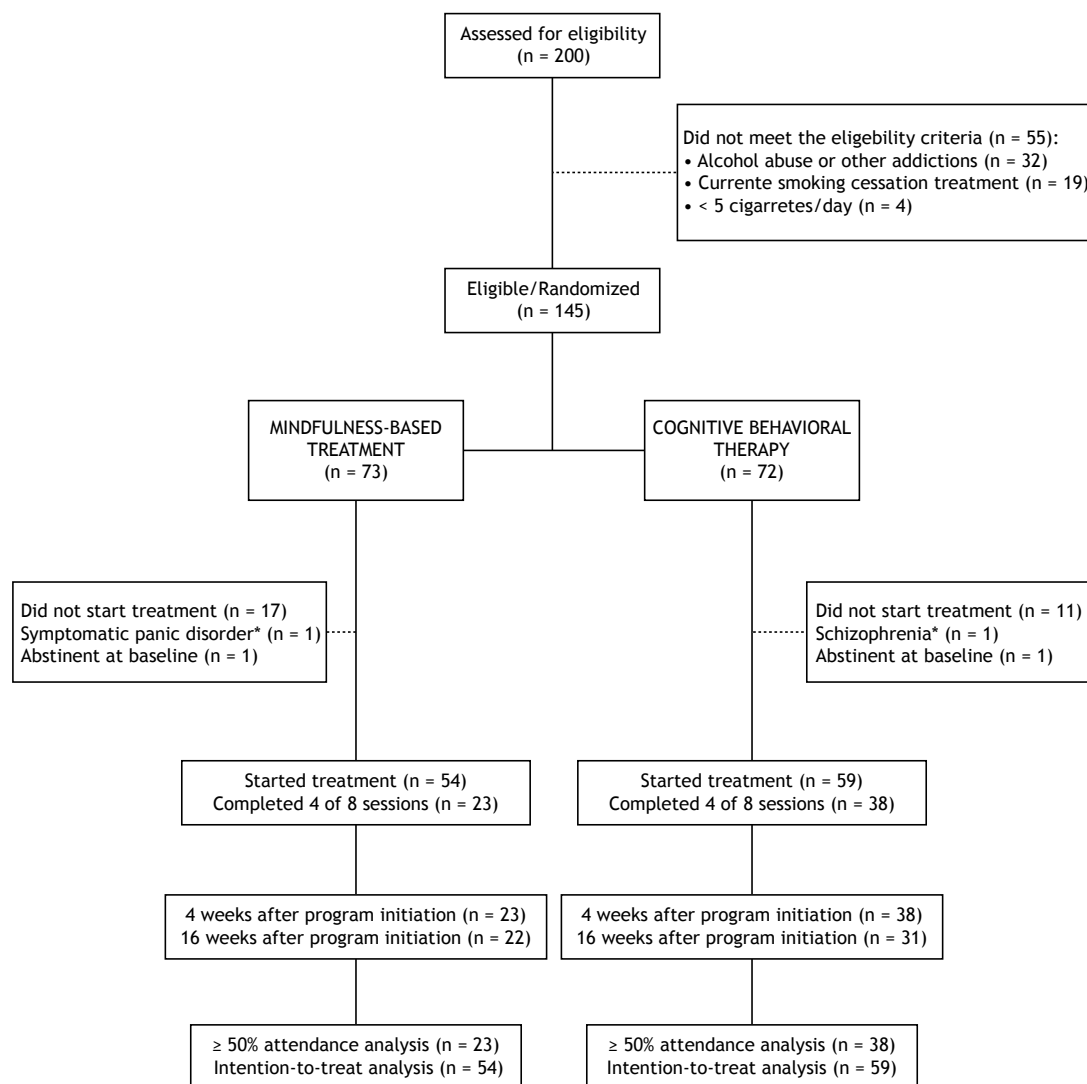 Assessed for eligibility
(n = 200)
Did not meet the eligebility criteria (n = 55):
• Alcohol abuse or other addictions (n = 32)
• Currente smoking cessation treatment (n = 19)
• < 5 cigarretes/day (n = 4)
Eligible/Randomized
(n = 145)
MINDFULNESS-BASED
TREATMENT
(n = 73)
COGNITIVE BEHAVIORAL
THERAPY
(n = 72)
Did not start treatment (n = 17)
Symptomatic panic disorder* (n = 1)
Abstinent at baseline (n = 1)
Did not start treatment (n = 11)
Schizophrenia* (n = 1)
Abstinent at baseline (n = 1)
Started treatment (n = 54)
Completed 4 of 8 sessions (n = 23)
Started treatment (n = 59)
Completed 4 of 8 sessions (n = 38)
4 weeks after program initiation (n = 23)
16 weeks after program initiation (n = 22)
4 weeks after program initiation (n = 38)
16 weeks after program initiation (n = 31)
≥ 50% attendance analysis (n = 23)
Intention-to-treat analysis (n = 54)
≥ 50% attendance analysis (n = 38)
Intention-to-treat analysis (n = 59)